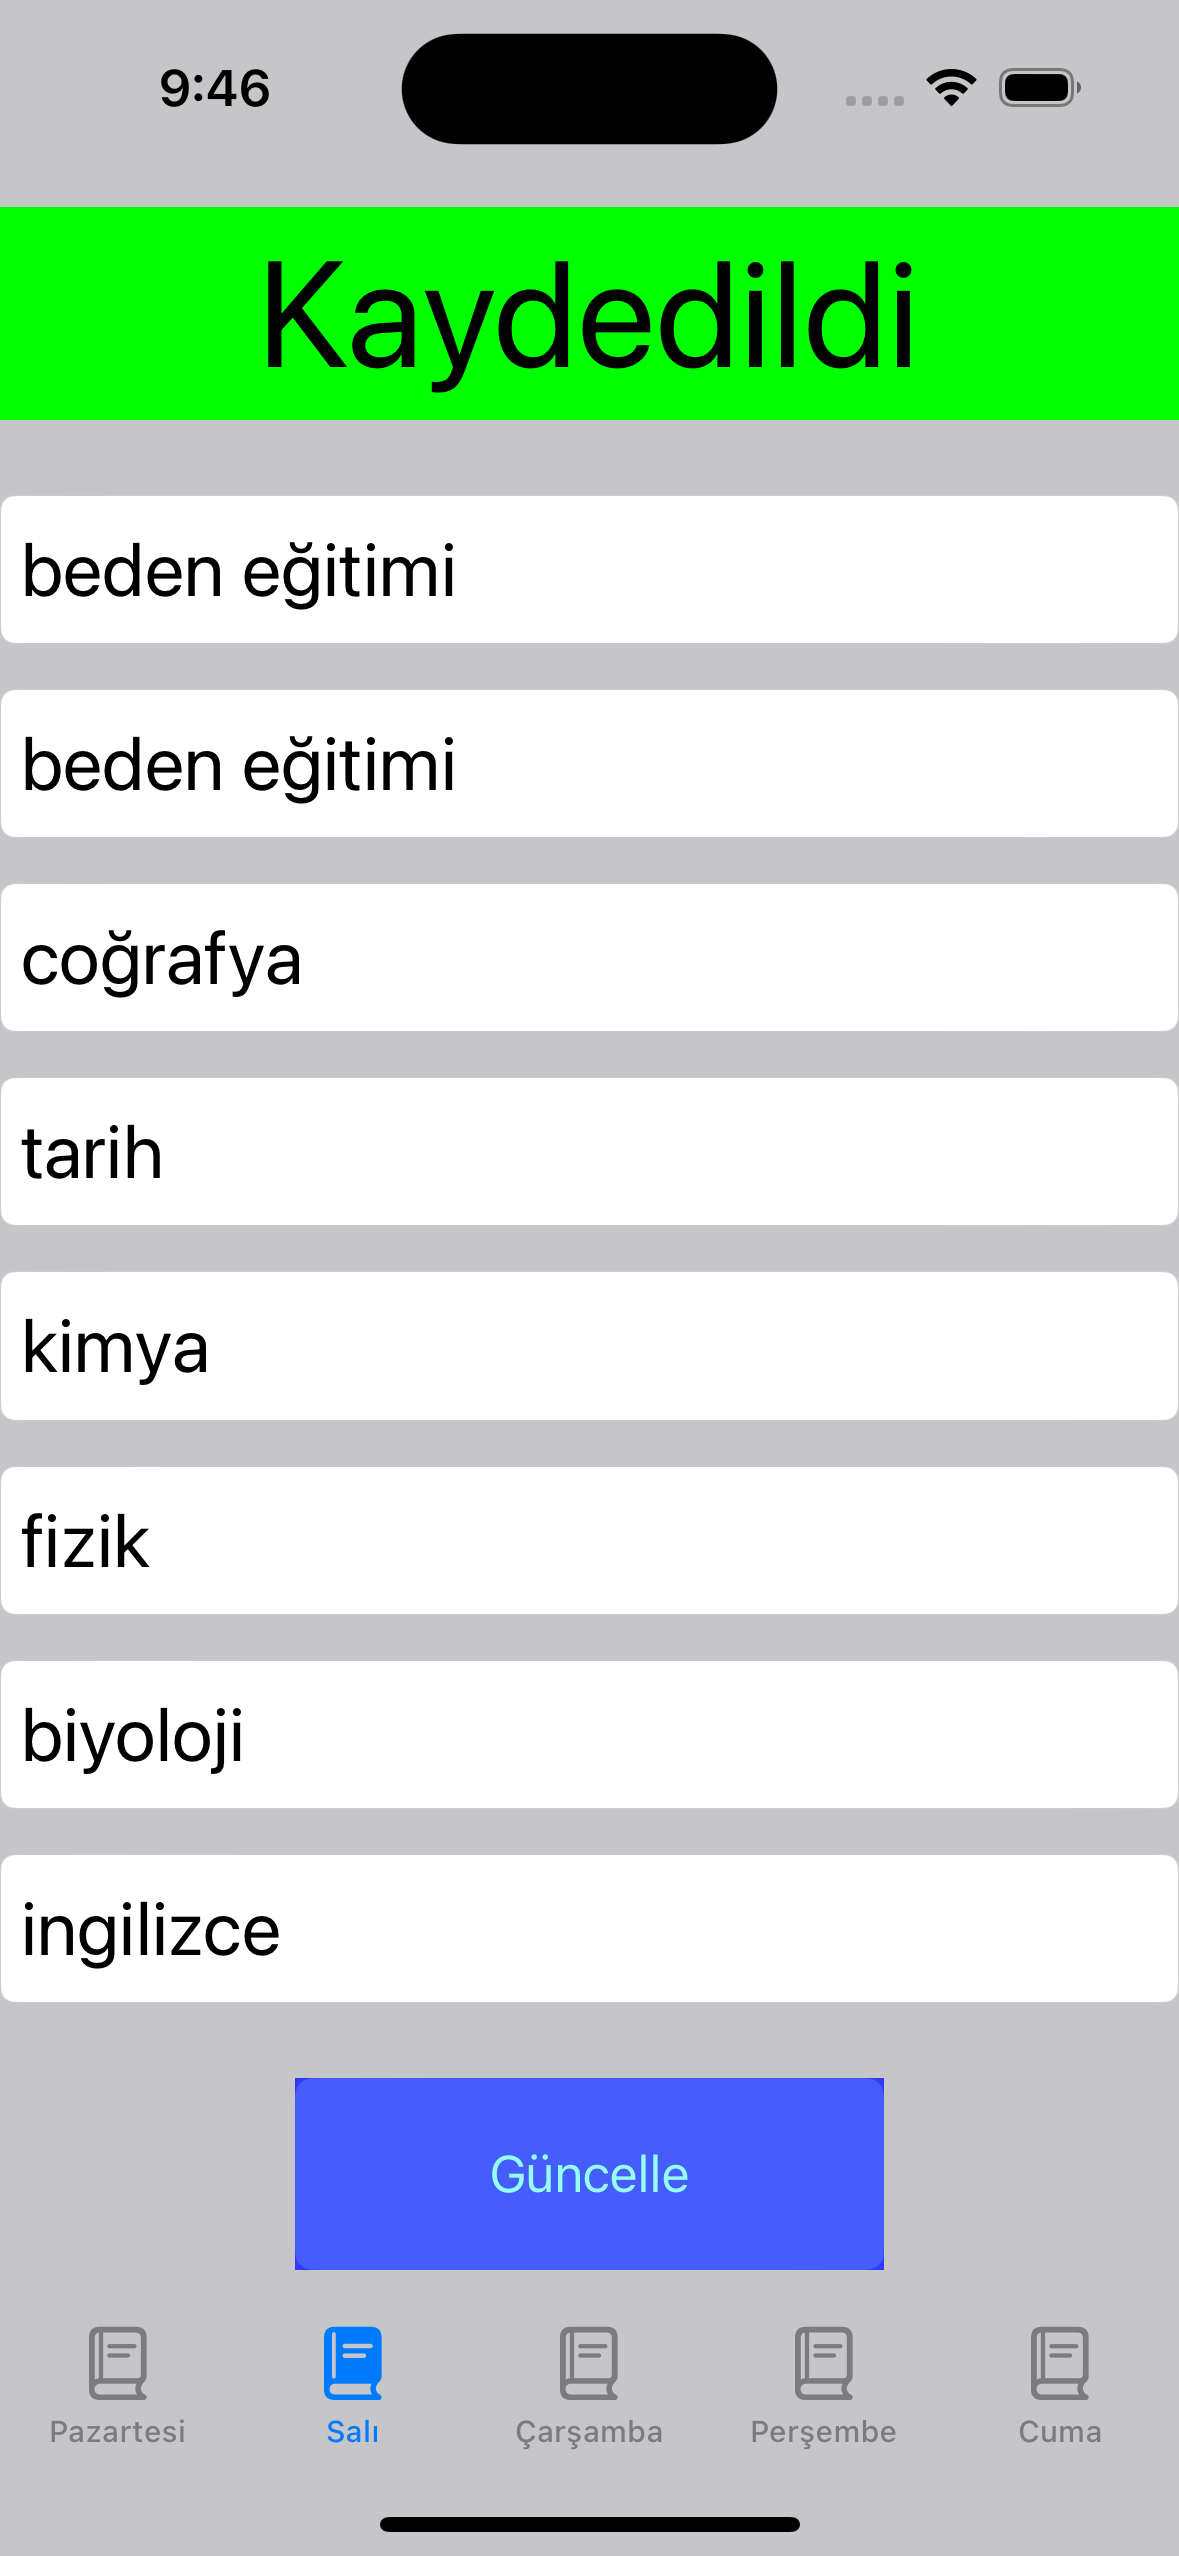 9:46
Kaydedildi
beden eğitimi
beden eğitimi
coğrafya
tarih
kimya
fizik
biyoloji
ingilizce
Güncelle
Pazartesi
Salı
Çarşamba
Perşembe
Cuma